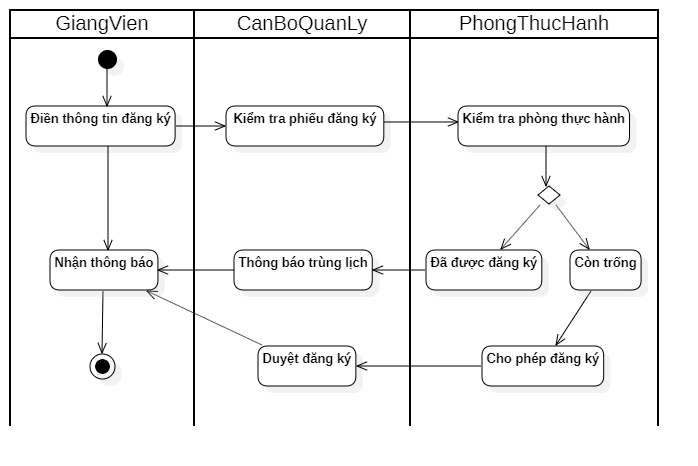 GiangVien
CanBoQuanLy
PhongThucHanh
Điền thông tin đăng ký
Kiểm tra phiếu đăng ký
Kiểm tra phòng thực hành
Nhận thông báo
Thông báo trùng lịch
Đã được đăng ký
Còn trống
Duyệt đăng ký
Cho phép đăng ký